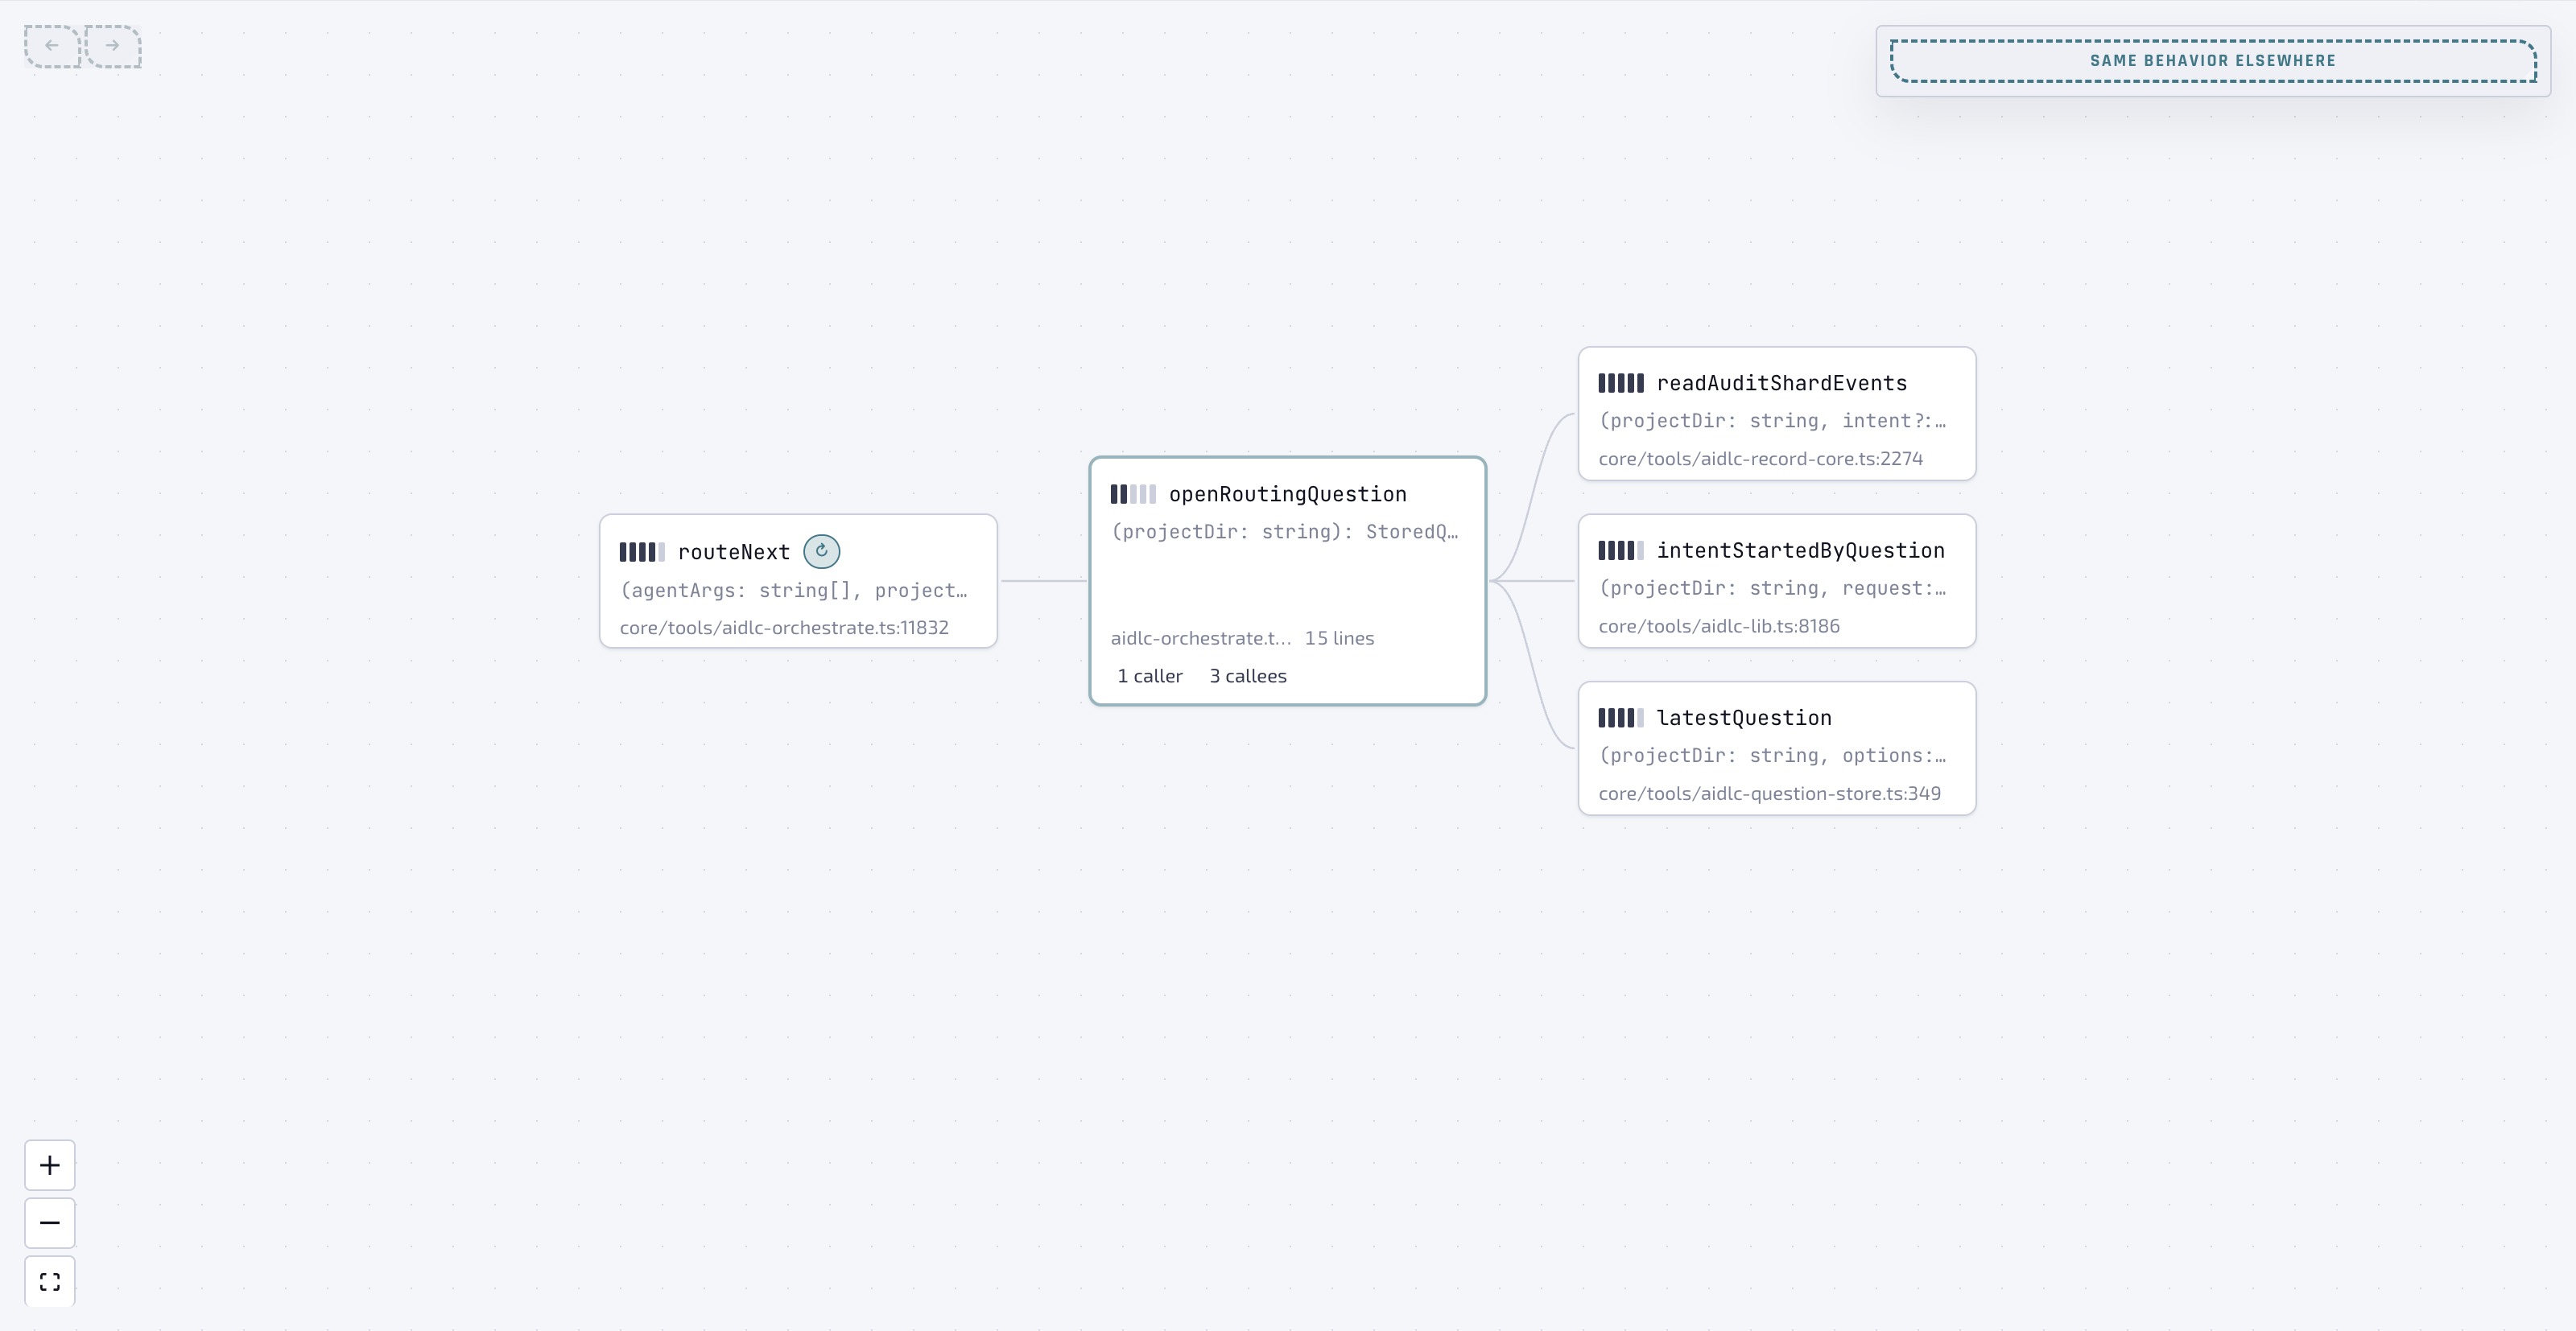 SAME BEHAVIOR ELSEWHERE
routeNext
(agentArgs: string[], project…
core/tools/aidlc-orchestrate.ts:11832
openRoutingQuestion
(projectDir: string): StoredQ…
aidlc-orchestrate.t… 15 lines
1 caller 3 callees
readAuditShardEvents
(projectDir: string, intent?:…
core/tools/aidlc-record-core.ts:2274
intentStartedByQuestion
(projectDir: string, request:…
core/tools/aidlc-lib.ts:8186
latestQuestion
(projectDir: string, options:…
core/tools/aidlc-question-store.ts:349